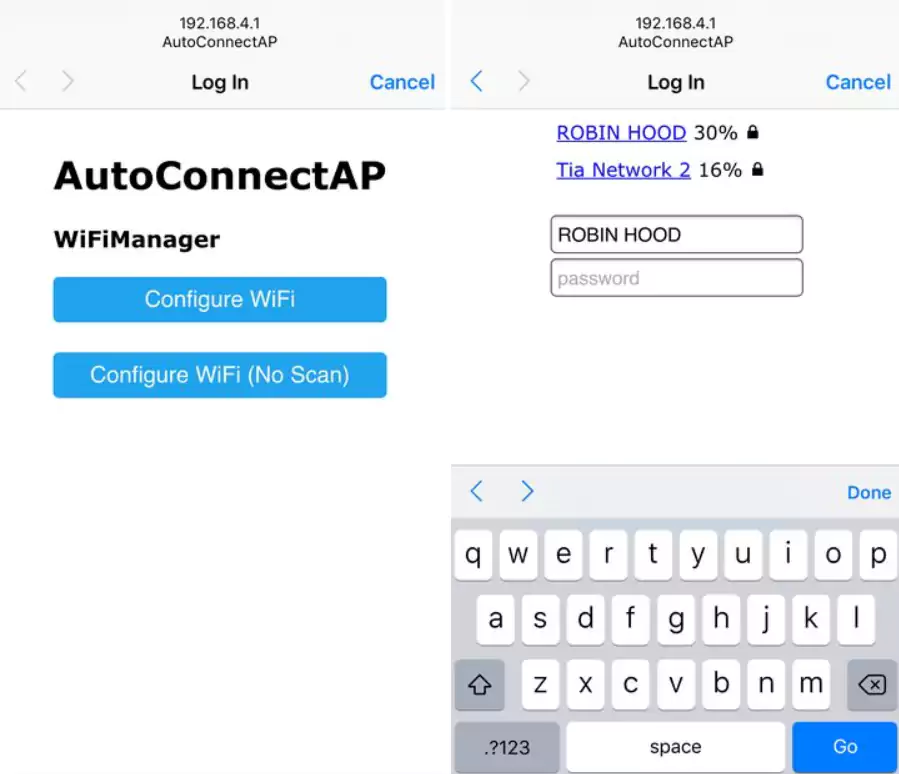 192.168.4.1
AutoConnectAP
Log In
Cancel
AutoConnectAP
WiFiManager
Configure WiFi
Configure WiFi (No Scan)
192.168.4.1
AutoConnectAP
Log In
Cancel
ROBIN HOOD 30%
Tia Network 2 16%
ROBIN HOOD
password
Done
q w e r t y u i o p
a s d f g h j k l
z x c v b n m
.?123 space Go